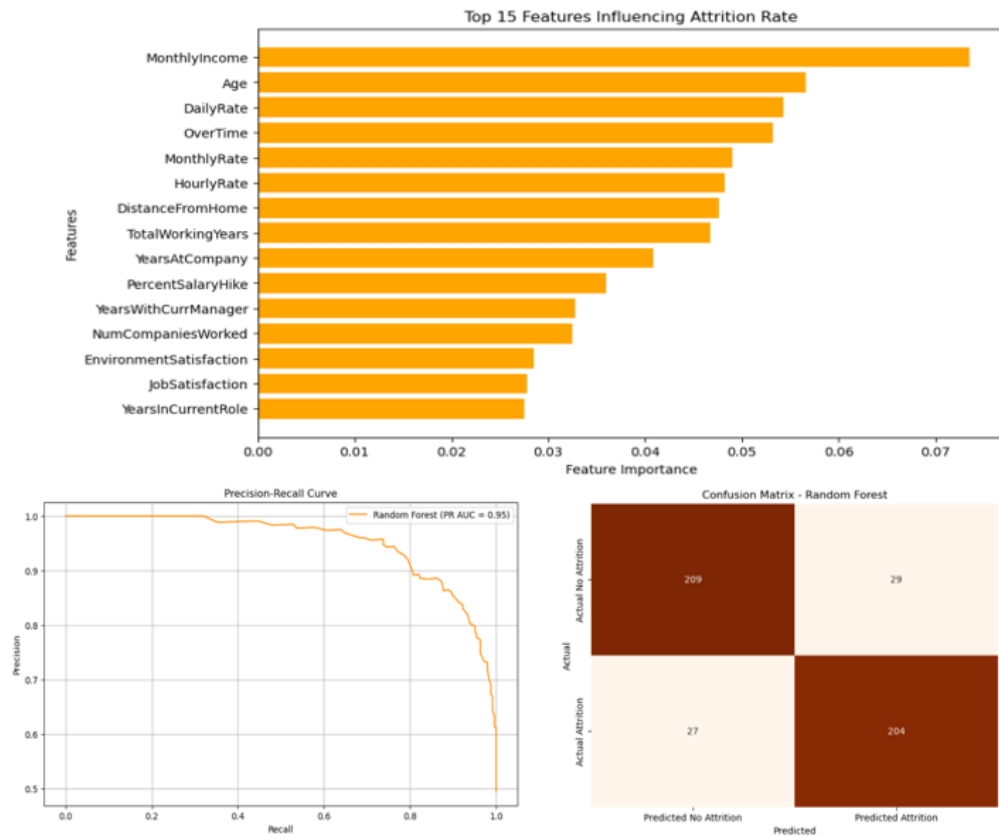 Top 15 Features Influencing Attrition Rate
MonthlyIncome
Age
DailyRate
OverTime
MonthlyRate
HourlyRate
DistanceFromHome
TotalWorkingYears
YearsAtCompany
PercentSalaryHike
YearsWithCurrManager
NumCompaniesWorked
EnvironmentSatisfaction
JobSatisfaction
YearsInCurrentRole
Features
0.00 0.01 0.02 0.03 0.04 0.05 0.06 0.07
Feature Importance
Precision-Recall Curve
Random Forest (PR AUC = 0.95)
1.0
0.9
0.8
0.7
0.6
0.5
Precision
0.0 0.2 0.4 0.6 0.8 1.0
Recall
Confusion Matrix - Random Forest
Actual No Attrition
209 29
Actual
Actual Attrition
27 204
Predicted No Attrition Predicted Attrition
Predicted